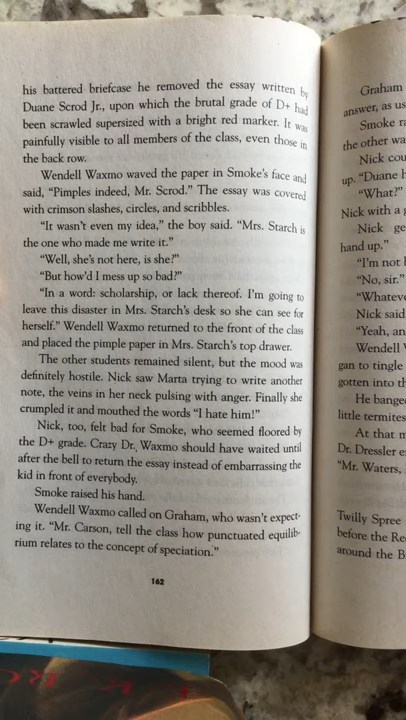 his battered briefcase he removed the essay written by
Duane Scrod Jr., upon which the brutal grade of D+ had
been scrawled supersized with a bright red marker. It was
painfully visible to all members of the class, even those in
the back row.
Wendell Waxmo waved the paper in Smoke's face and
said, "Pimples indeed, Mr. Scrod." The essay was covered
with crimson slashes, circles, and scribbles.
"It wasn't even my idea," the boy said. "Mrs. Starch is
the one who made me write it."
"Well, she's not here, is she?"
"But how'd I mess up so bad?"
"In a word: scholarship, or lack thereof. I'm going to
leave this disaster in Mrs. Starch's desk so she can see for
herself." Wendell Waxmo returned to the front of the class
and placed the pimple paper in Mrs. Starch's top drawer.
The other students remained silent, but the mood was
definitely hostile. Nick saw Marta trying to write another
note, the veins in her neck pulsing with anger. Finally she
crumpled it and mouthed the words "I hate him!"
Nick, too, felt bad for Smoke, who seemed floored by
the D+ grade. Crazy Dr. Waxmo should have waited until
after the bell to return the essay instead of embarrassing the
kid in front of everybody.
Smoke raised his hand.
Wendell Waxmo called on Graham, who wasn't expect-
ing it. "Mr. Carson, tell the class how punctuated equilib-
rium relates to the concept of speciation."
162
Graham
answer, as us
Smoke ra
the other wa
Nick cou
up. "Duane h
"What?"
Nick with a g
Nick ge
hand up."
"I'm not
"No, sir."
"Whateve
Nick said
"Yeah, an
Wendell
gan to tingle
gotten into th
He banged
little termites
At that m
Dr. Dressler e
"Mr. Waters,
Twilly Spree
before the Re
around the B